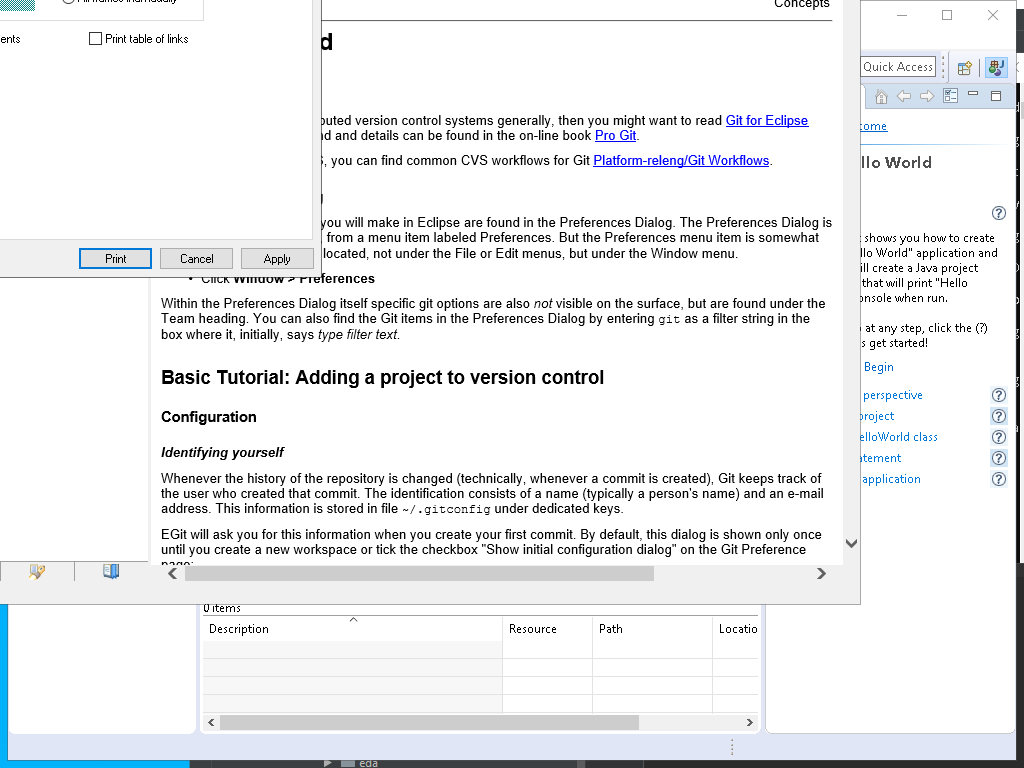 All frames individually
ents
Print table of links
Print
Cancel
Apply
Concepts
d
outed version control systems generally, then you might want to read Git for Eclipse
nd and details can be found in the on-line book Pro Git.
S, you can find common CVS workflows for Git Platform-releng/Git Workflows.
you will make in Eclipse are found in the Preferences Dialog. The Preferences Dialog is
from a menu item labeled Preferences. But the Preferences menu item is somewhat
located, not under the File or Edit menus, but under the Window menu.
• Click Window > Preferences
Within the Preferences Dialog itself specific git options are also not visible on the surface, but are found under the
Team heading. You can also find the Git items in the Preferences Dialog by entering git as a filter string in the
box where it, initially, says type filter text.
Basic Tutorial: Adding a project to version control
Configuration
Identifying yourself
Whenever the history of the repository is changed (technically, whenever a commit is created), Git keeps track of
the user who created that commit. The identification consists of a name (typically a person's name) and an e-mail
address. This information is stored in file ~/.gitconfig under dedicated keys.
EGit will ask you for this information when you create your first commit. By default, this dialog is shown only once
until you create a new workspace or tick the checkbox "Show initial configuration dialog" on the Git Preference
page:
Quick Access
ome
llo World
shows you how to create
llo World" application and
ill create a Java project
that will print "Hello
onsole when run.
at any step, click the (?)
s get started!
Begin
perspective
project
elloWorld class
atement
application
0 items
Description
Resource
Path
Locatio
eda